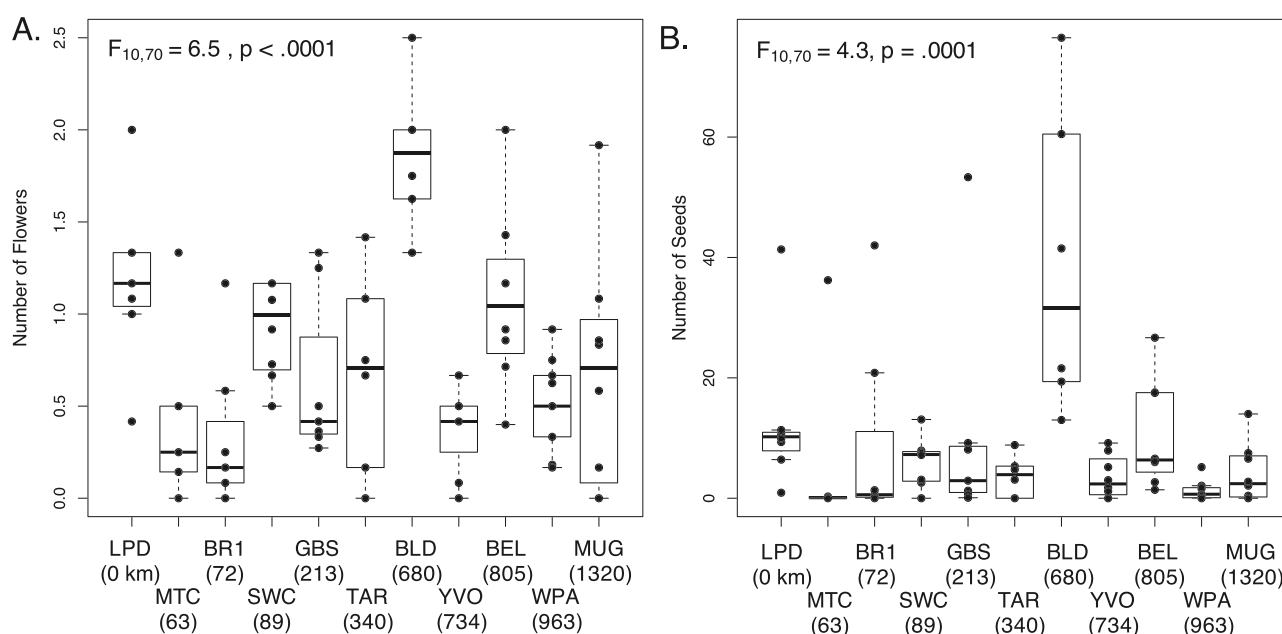 A.
F10,70 = 6.5 , p < .0001
Number of Flowers
2.5
2.0
1.5
1.0
0.5
0.0
LPD BR1 GBS BLD BEL MUG
(0 km) (72) (213) (680) (805) (1320)
MTC SWC TAR YVO WPA
(63) (89) (340) (734) (963)
B.
F10,70 = 4.3, p = .0001
Number of Seeds
60
40
20
0
LPD BR1 GBS BLD BEL MUG
(0 km) (72) (213) (680) (805) (1320)
MTC SWC TAR YVO WPA
(63) (89) (340) (734) (963)